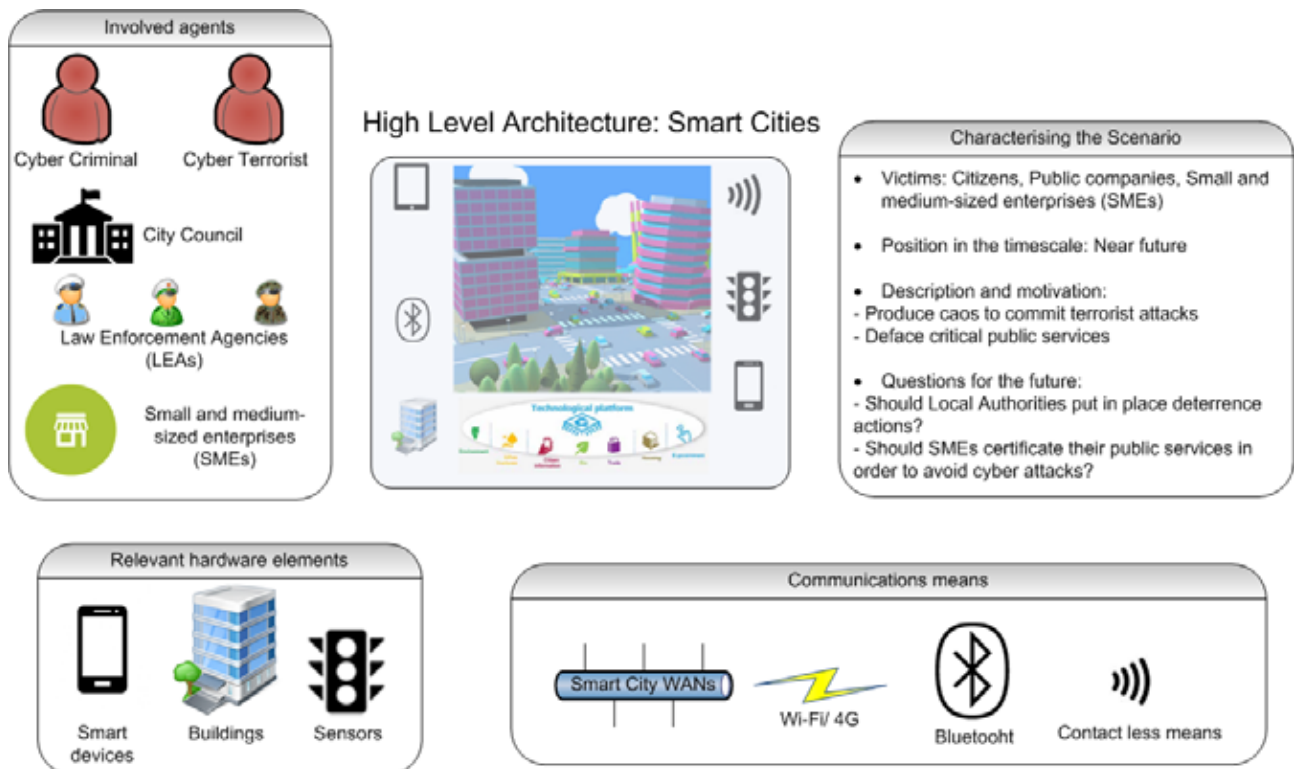 Involved agents
Cyber Criminal
Cyber Terrorist
City Council
Law Enforcement Agencies
(LEAs)
Small and medium-
sized enterprises
(SMEs)
High Level Architecture: Smart Cities
Technological platform
Characterising the Scenario
• Victims: Citizens, Public companies, Small and
medium-sized enterprises (SMEs)
• Position in the timescale: Near future
• Description and motivation:
- Produce caos to commit terrorist attacks
- Deface critical public services
• Questions for the future:
- Should Local Authorities put in place deterrence
actions?
- Should SMEs certificate their public services in
order to avoid cyber attacks?
Relevant hardware elements
Smart
devices
Buildings
Sensors
Communications means
Smart City WANs
Wi-Fi/ 4G
Bluetooht
Contact less means